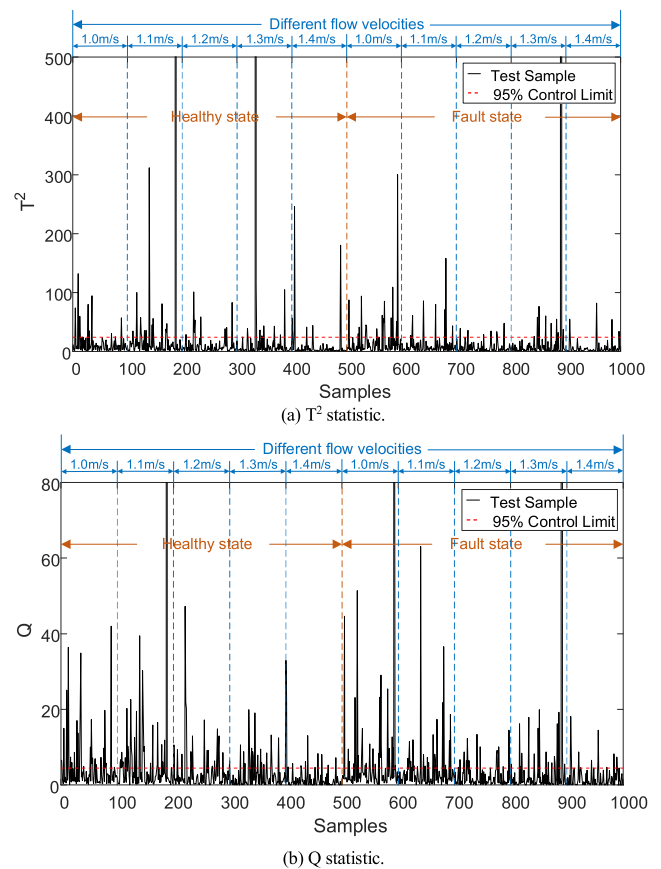 Different flow velocities
1.0m/s 1.1m/s 1.2m/s 1.3m/s 1.4m/s 1.0m/s 1.1m/s 1.2m/s 1.3m/s 1.4m/s
500
Test Sample
95% Control Limit
400
Healthy state Fault state
300
T²
200
100
0
0 100 200 300 400 500 600 700 800 900 1000
Samples
(a) T² statistic.
Different flow velocities
1.0m/s 1.1m/s 1.2m/s 1.3m/s 1.4m/s 1.0m/s 1.1m/s 1.2m/s 1.3m/s 1.4m/s
80
Test Sample
95% Control Limit
Healthy state Fault state
60
Q
40
20
0
0 100 200 300 400 500 600 700 800 900 1000
Samples
(b) Q statistic.